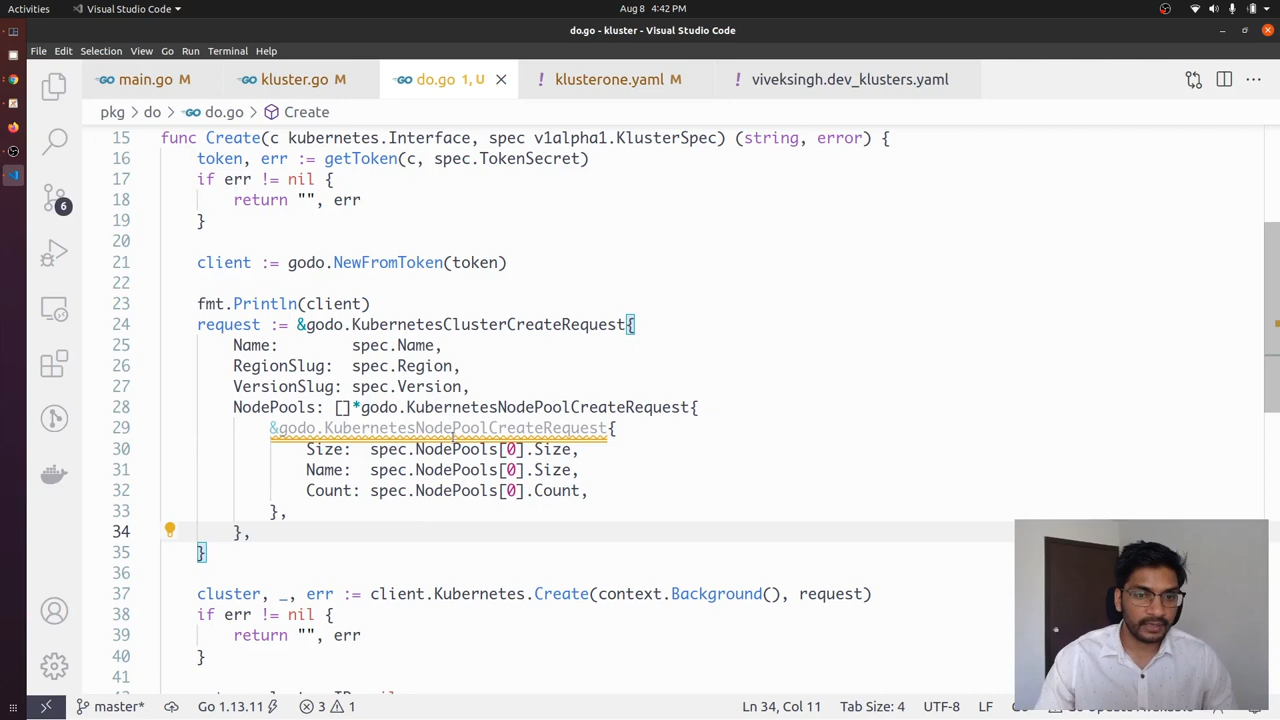 Activities
Visual Studio Code
Aug 8 4:42 PM
do.go - kluster - Visual Studio Code
File Edit Selection View Go Run Terminal Help
main.go M
kluster.go M
do.go 1, U
! klusterone.yaml M
! viveksingh.dev_klusters.yaml
pkg > do > do.go > Create
15 func Create(c kubernetes.Interface, spec v1alpha1.KlusterSpec) (string, error) {
16 token, err := getToken(c, spec.TokenSecret)
17 if err != nil {
18 return "", err
19 }
20
21 client := godo.NewFromToken(token)
22
23 fmt.Println(client)
24 request := &godo.KubernetesClusterCreateRequest{
25 Name: spec.Name,
26 RegionSlug: spec.Region,
27 VersionSlug: spec.Version,
28 NodePools: []*godo.KubernetesNodePoolCreateRequest{
29 &godo.KubernetesNodePoolCreateRequest{
30 Size: spec.NodePools[0].Size,
31 Name: spec.NodePools[0].Size,
32 Count: spec.NodePools[0].Count,
33 },
34 },
35 }
36
37 cluster, _, err := client.Kubernetes.Create(context.Background(), request)
38 if err != nil {
39 return "", err
40 }
41
6
master*
Go 1.13.11
3
1
Ln 34, Col 11
Tab Size: 4
UTF-8
LF